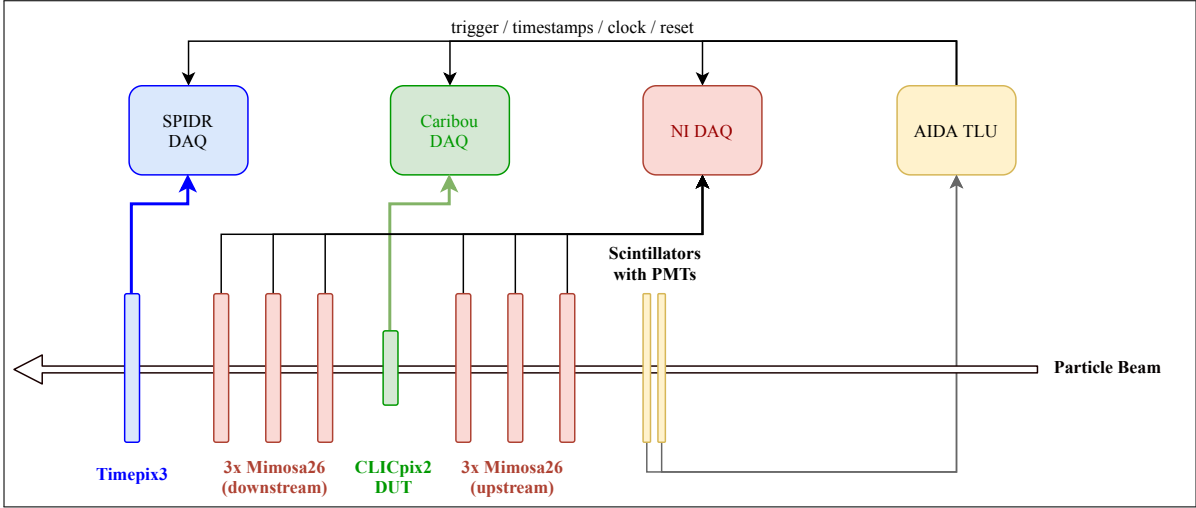 trigger / timestamps / clock / reset
SPIDR
DAQ
Caribou
DAQ
NI DAQ
AIDA TLU
Scintillators
with PMTs
Particle Beam
Timepix3
3x Mimosa26
(downstream)
CLICpix2
DUT
3x Mimosa26
(upstream)